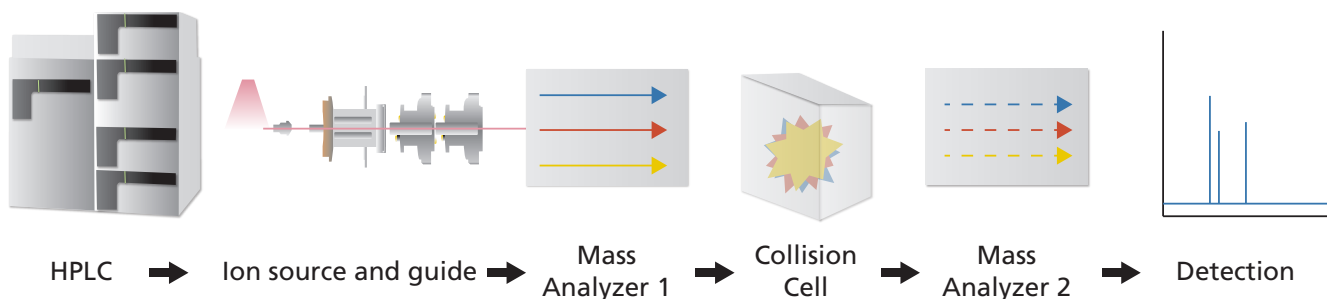 HPLC
Ion source and guide
Mass
Analyzer 1
Collision
Cell
Mass
Analyzer 2
Detection